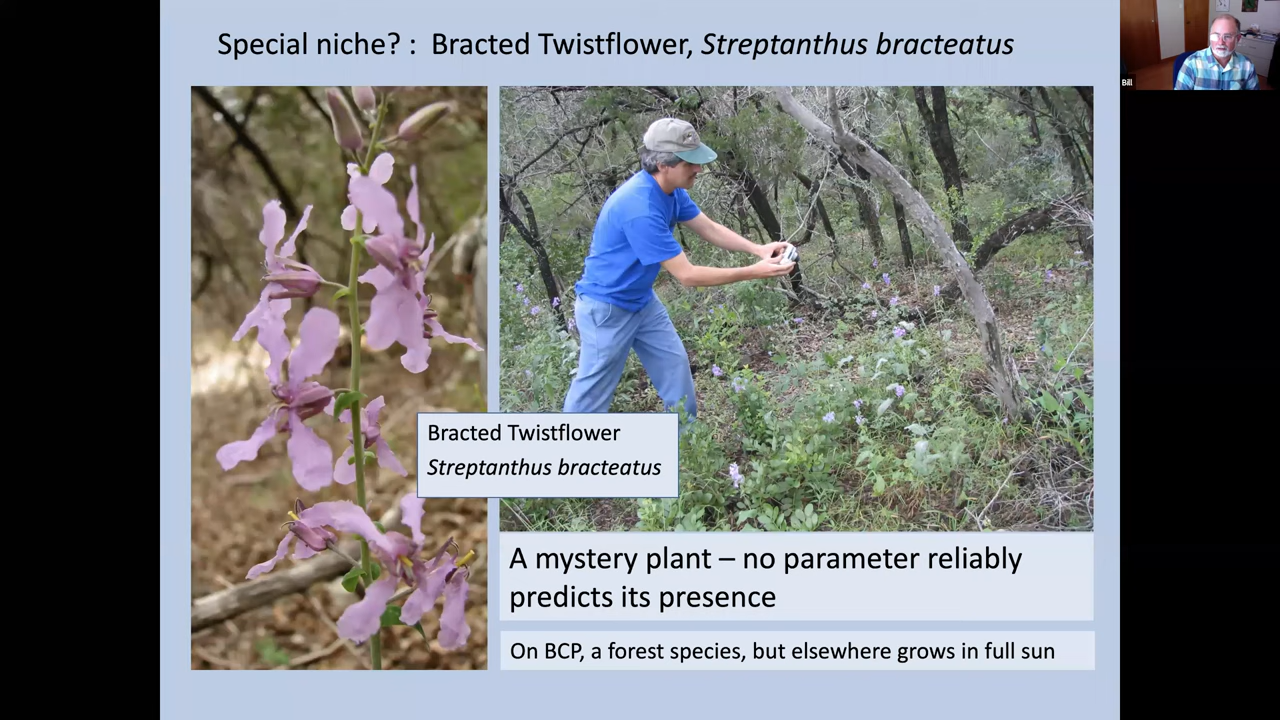 Special niche? : Bracted Twistflower, Streptanthus bracteatus
Bill
Bracted Twistflower
Streptanthus bracteatus
A mystery plant – no parameter reliably
predicts its presence
On BCP, a forest species, but elsewhere grows in full sun